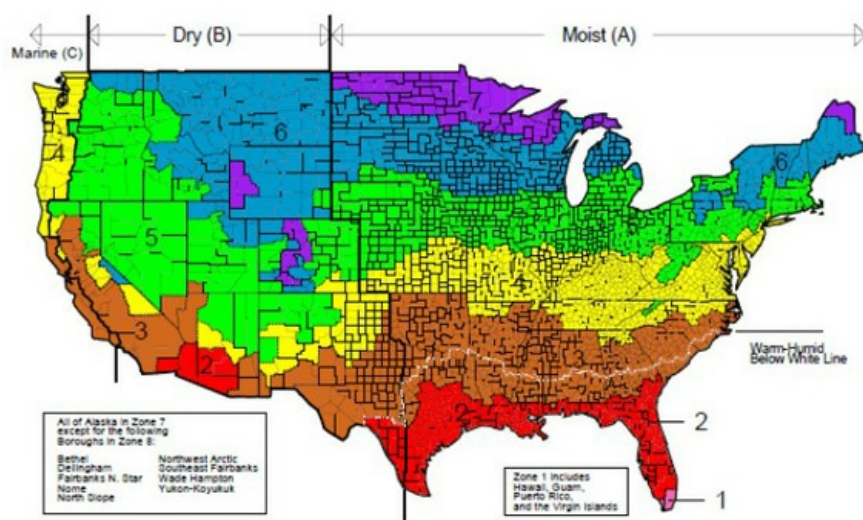 Marine (C)
Dry (B)
Moist (A)
7
6
4
6
5
4
3
3
2
2
Warm-Humid
Below White Line
2
1
All of Alaska in Zone 7
except for the following
Boroughs in Zone 8:
Bethel Northwest Arctic
Dellingham Southeast Fairbanks
Fairbanks N. Star Wade Hampton
Nome Yukon-Koyukuk
North Slope
Zone 1 includes
Hawaii, Guam,
Puerto Rico,
and the Virgin Islands